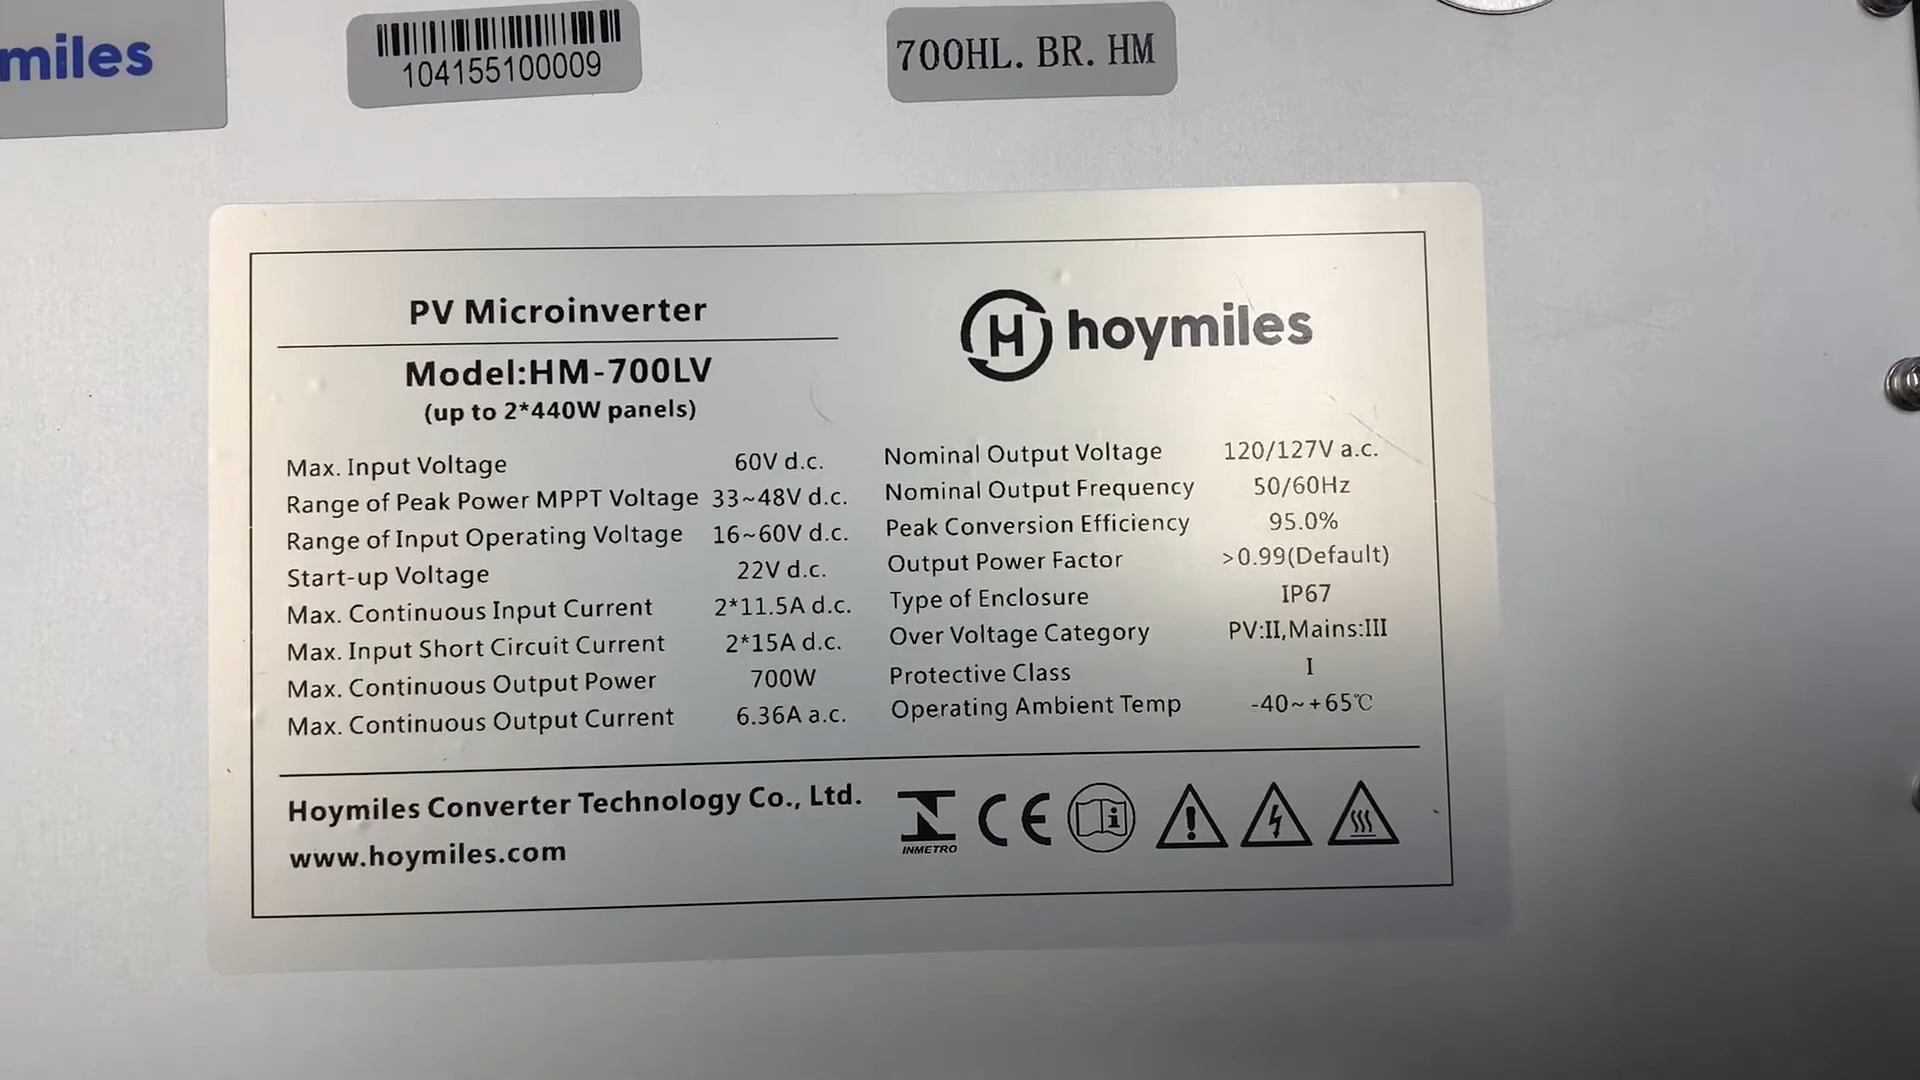 miles
104155100009
700HL. BR. HM
PV Microinverter
Model:HM-700LV
(up to 2*440W panels)
hoymiles
Max. Input Voltage 60V d.c.
Range of Peak Power MPPT Voltage 33~48V d.c.
Range of Input Operating Voltage 16~60V d.c.
Start-up Voltage 22V d.c.
Max. Continuous Input Current 2*11.5A d.c.
Max. Input Short Circuit Current 2*15A d.c.
Max. Continuous Output Power 700W
Max. Continuous Output Current 6.36A a.c.
Nominal Output Voltage 120/127V a.c.
Nominal Output Frequency 50/60Hz
Peak Conversion Efficiency 95.0%
Output Power Factor >0.99(Default)
Type of Enclosure IP67
Over Voltage Category PV:II,Mains:III
Protective Class I
Operating Ambient Temp -40~+65℃
Hoymiles Converter Technology Co., Ltd.
www.hoymiles.com
INMETRO
CE